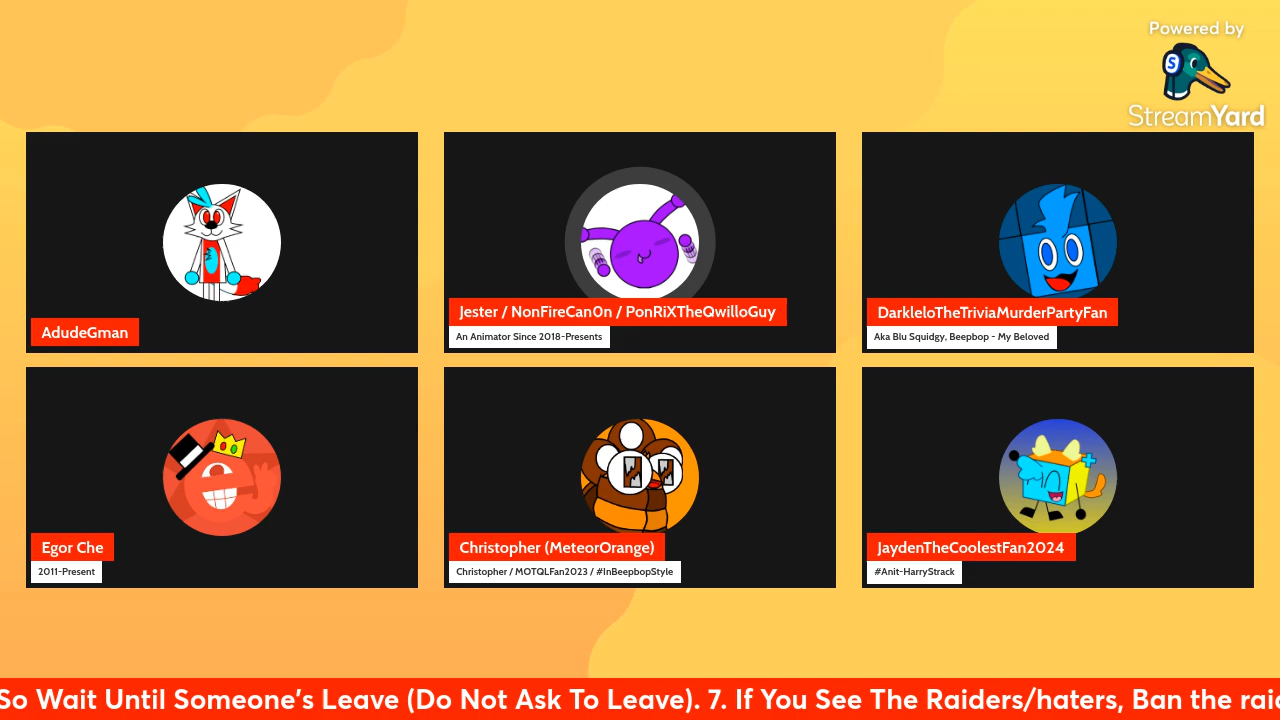 Powered by
S
StreamYard
AdudeGman
Jester / NonFireCan0n / PonRiXTheQwilloGuy
An Animator Since 2018-Presents
DarkleloTheTriviaMurderPartyFan
Aka Blu Squidgy, Beepbop - My Beloved
Egor Che
2011-Present
Christopher (MeteorOrange)
Christopher / MOTQLFan2023 / #InBeepbopStyle
JaydenTheCoolestFan2024
#Anit-HarryStrack
So Wait Until Someone's Leave (Do Not Ask To Leave). 7. If You See The Raiders/haters, Ban the raid